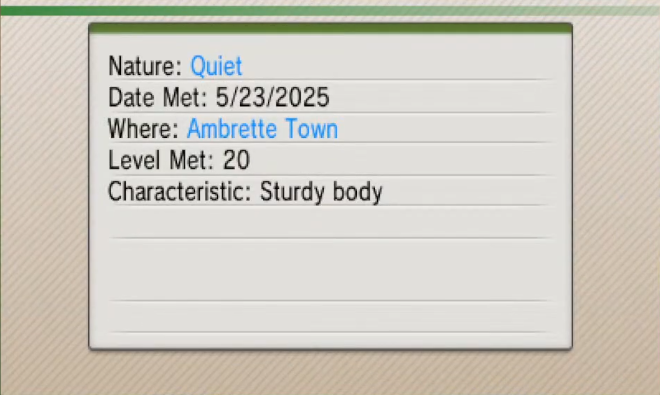 Nature: Quiet
Date Met: 5/23/2025
Where: Ambrette Town
Level Met: 20
Characteristic: Sturdy body